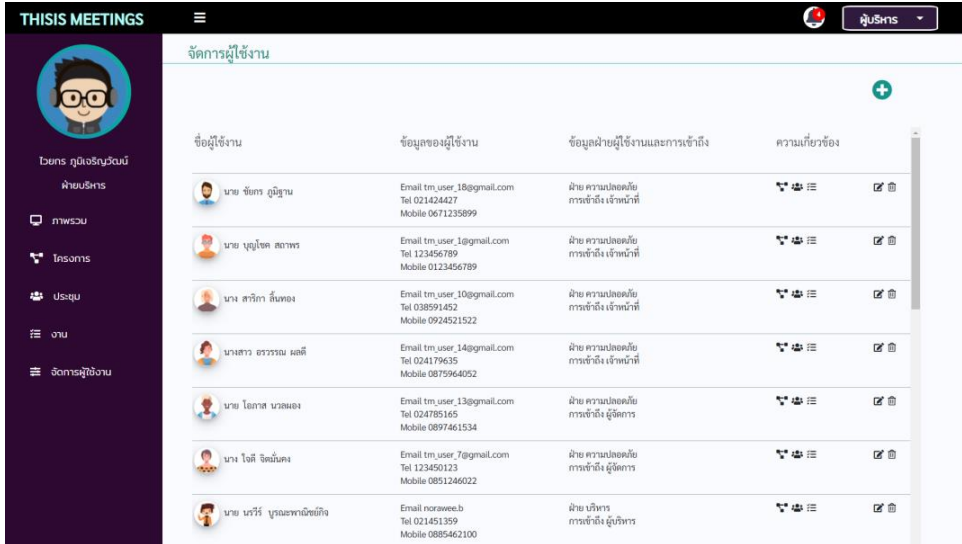 THISIS MEETINGS
4
ผู้บริหาร
จัดการผู้ใช้งาน
ไวยกร ภูมิเจริญวัฒน์
ฝ่ายบริหาร
ภาพรวม
โครงการ
ประชุม
งาน
จัดการผู้ใช้งาน
ชื่อผู้ใช้งาน ข้อมูลของผู้ใช้งาน ข้อมูลฝ่ายผู้ใช้งานและการเข้าถึง ความเกี่ยวข้อง
นาย ชัยกร ภูมิฐาน
Email tm_user_18@gmail.com
Tel 021424427
Mobile 0671235899
ฝ่าย ความปลอดภัย
การเข้าถึง เจ้าหน้าที่
นาย บุญโชค สถาพร
Email tm_user_1@gmail.com
Tel 123456789
Mobile 0123456789
ฝ่าย ความปลอดภัย
การเข้าถึง เจ้าหน้าที่
นาง สาริกา ลิ้นทอง
Email tm_user_10@gmail.com
Tel 038591452
Mobile 0924521522
ฝ่าย ความปลอดภัย
การเข้าถึง เจ้าหน้าที่
นางสาว อรวรรณ ผลดี
Email tm_user_14@gmail.com
Tel 024179635
Mobile 0875964052
ฝ่าย ความปลอดภัย
การเข้าถึง เจ้าหน้าที่
นาย โอภาส นวลผอง
Email tm_user_13@gmail.com
Tel 024785165
Mobile 0897461534
ฝ่าย ความปลอดภัย
การเข้าถึง ผู้จัดการ
นาง ใจดี จิตมั่นคง
Email tm_user_7@gmail.com
Tel 123450123
Mobile 0851246022
ฝ่าย ความปลอดภัย
การเข้าถึง ผู้จัดการ
นาย นรวีร์ บูรณะพาณิชย์กิจ
Email norawee.b
Tel 021451359
Mobile 0885462100
ฝ่าย บริหาร
การเข้าถึง ผู้บริหาร